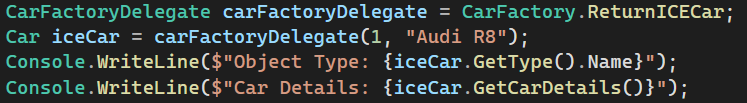 CarFactoryDelegate carFactoryDelegate = CarFactory.ReturnICECar;
Car iceCar = carFactoryDelegate(1, "Audi R8");
Console.WriteLine($"Object Type: {iceCar.GetType().Name}");
Console.WriteLine($"Car Details: {iceCar.GetCarDetails()}");